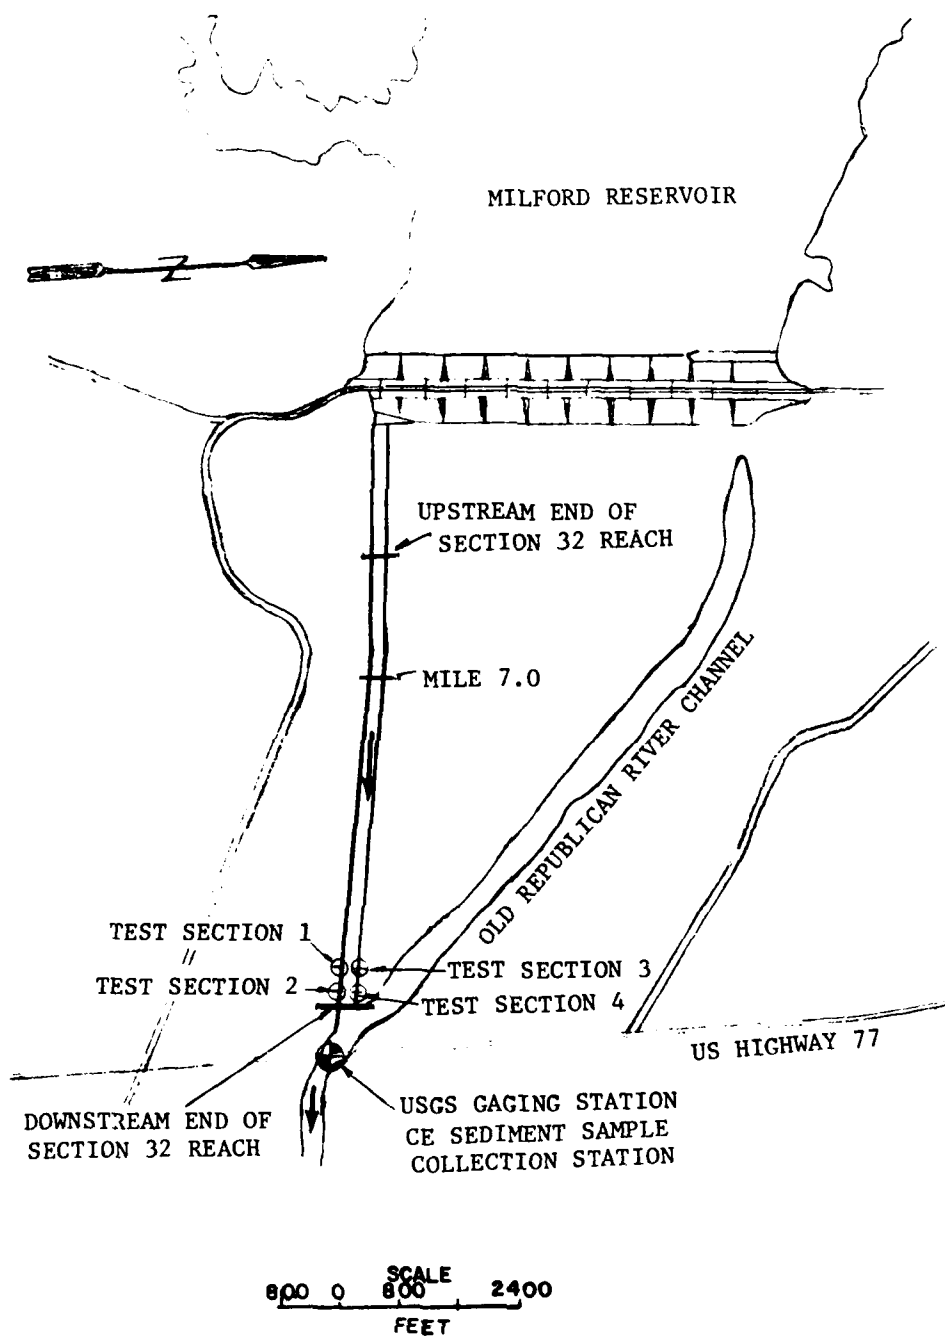 MILFORD RESERVOIR
Z
UPSTREAM END OF
SECTION 32 REACH
MILE 7.0
OLD REPUBLICAN RIVER CHANNEL
TEST SECTION 1
TEST SECTION 3
TEST SECTION 2
TEST SECTION 4
US HIGHWAY 77
DOWNSTREAM END OF
SECTION 32 REACH
USGS GAGING STATION
CE SEDIMENT SAMPLE
COLLECTION STATION
SCALE
800 0 800 2400
FEET